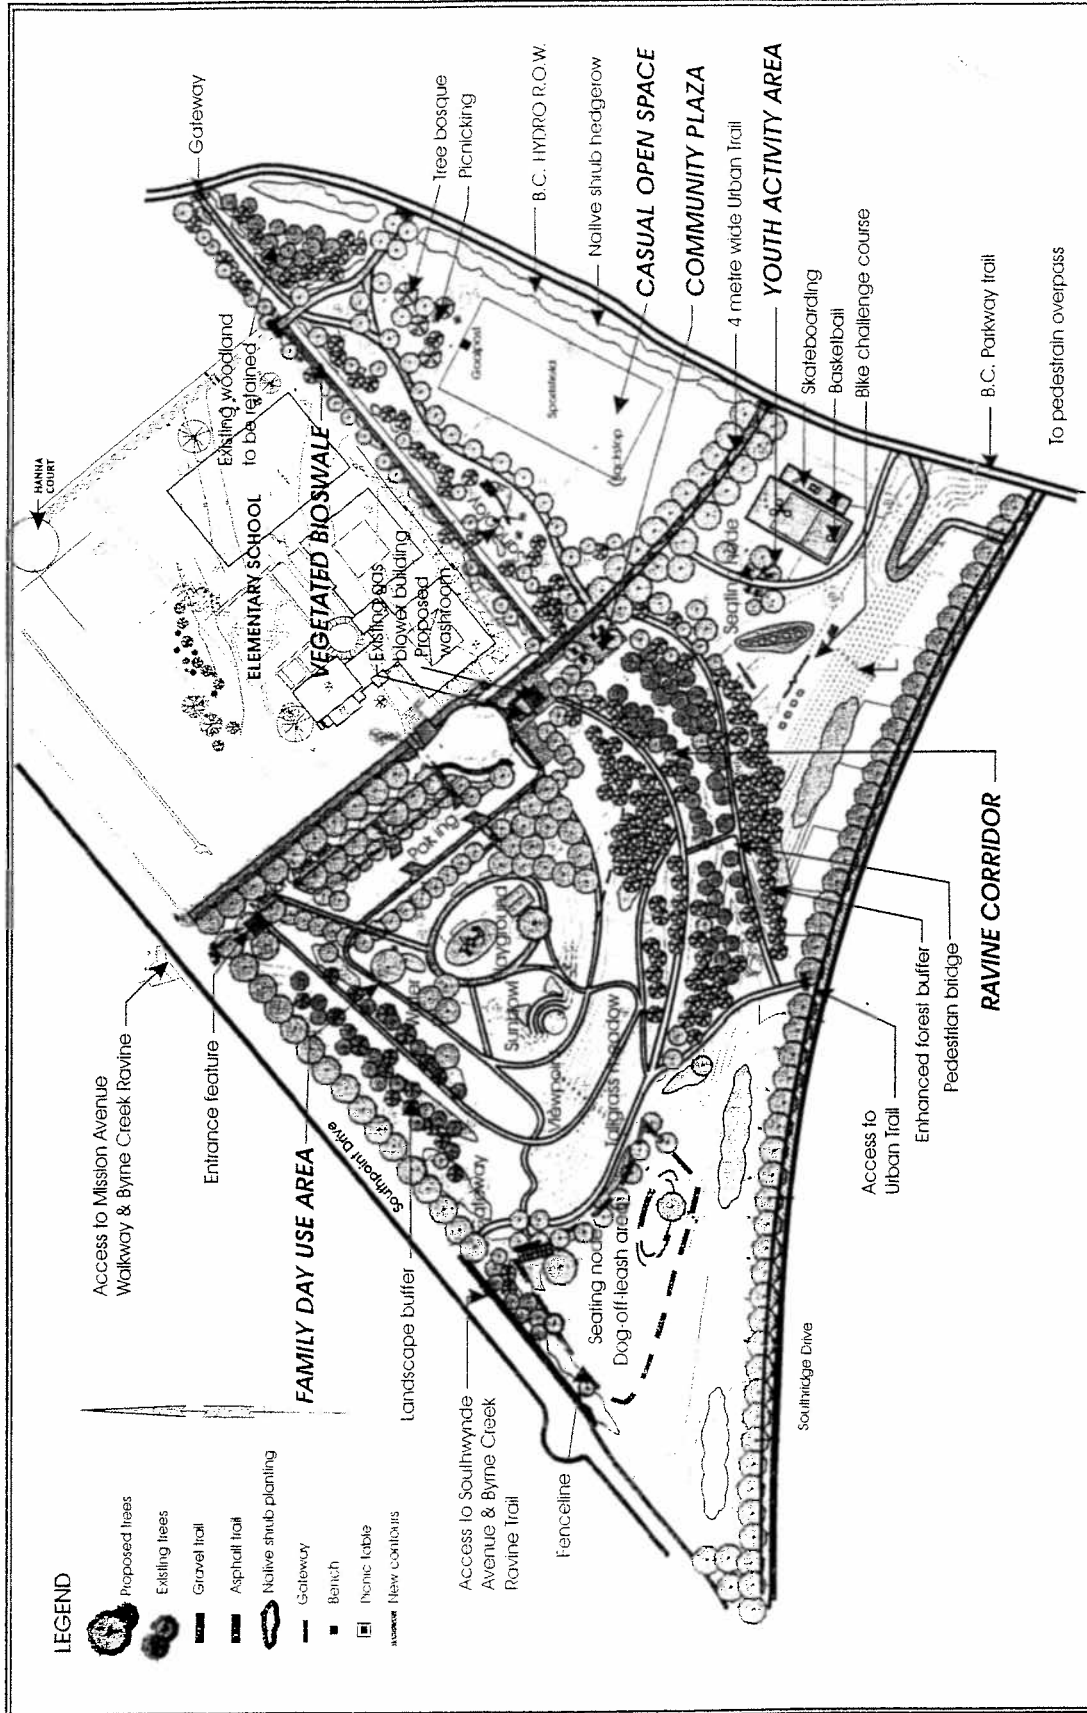 LEGEND
Proposed trees
Existing trees
Gravel trail
Asphalt trail
Native shrub planting
Gateway
Bench
Picnic table
New contours
Access to Mission Avenue
Walkway & Byrne Creek Ravine
Entrance feature
FAMILY DAY USE AREA
Southpoint Drive
Landscape buffer
Access to Southwynde
Avenue & Byrne Creek
Ravine Trail
Fenceline
HANNA
COURT
ELEMENTARY SCHOOL
Existing woodland
to be retained
VEGETATED BIOSWALE
Existing gas
blower building
Proposed
washroom
Gateway
Tree bosque
Picnicking
B.C. HYDRO R.O.W.
Native shrub hedgerow
CASUAL OPEN SPACE
COMMUNITY PLAZA
4 metre wide Urban Trail
YOUTH ACTIVITY AREA
Skateboarding
Basketball
Bike challenge course
B.C. Parkway trail
To pedestrain overpass
Goalpost
Sportsfield
Parking
Playground
Viewpoint
Tallgrass meadow
Seating node
Dog-off-leash area
Seating node
Southridge Drive
Access to
Urban Trail
Enhanced forest buffer
Pedestrian bridge
RAVINE CORRIDOR